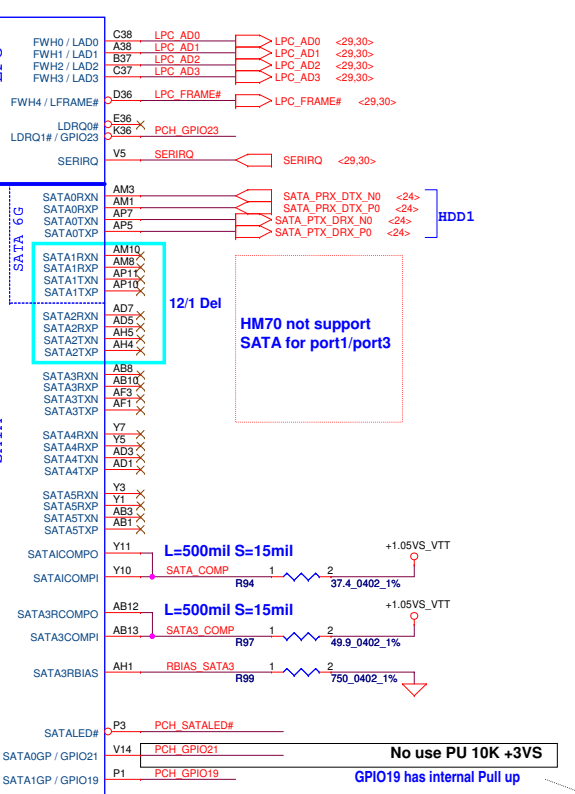 FWH0 / LAD0 C38 LPC_AD0 LPC_AD0 <29,30>
FWH1 / LAD1 A38 LPC_AD1 LPC_AD1 <29,30>
FWH2 / LAD2 B37 LPC_AD2 LPC_AD2 <29,30>
FWH3 / LAD3 C37 LPC_AD3 LPC_AD3 <29,30>
FWH4 / LFRAME# D36 LPC_FRAME# LPC_FRAME# <29,30>
LDRQ0# E36
LDRQ1# / GPIO23 K36 PCH_GPIO23
SERIRQ V5 SERIRQ SERIRQ <29,30>
SATA 6G
SATA0RXN AM3 SATA_PRX_DTX_N0 <24>
SATA0RXP AM1 SATA_PRX_DTX_P0 <24>
SATA0TXN AP7 SATA_PTX_DRX_N0 <24>
SATA0TXP AP5 SATA_PTX_DRX_P0 <24>
HDD1
SATA1RXN AM10
SATA1RXP AM8
SATA1TXN AP11
SATA1TXP AP10
12/1 Del
SATA2RXN AD7
SATA2RXP AD5
SATA2TXN AH5
SATA2TXP AH4
HM70 not support
SATA for port1/port3
SATA3RXN AB8
SATA3RXP AB10
SATA3TXN AF3
SATA3TXP AF1
SATA4RXN Y7
SATA4RXP Y5
SATA4TXN AD3
SATA4TXP AD1
SATA5RXN Y3
SATA5RXP Y1
SATA5TXN AB3
SATA5TXP AB1
SATAICOMPO Y11 L=500mil S=15mil +1.05VS_VTT
SATAICOMPI Y10 SATA_COMP R94 1 2 37.4_0402_1%
SATA3RCOMPO AB12 L=500mil S=15mil +1.05VS_VTT
SATA3COMPI AB13 SATA3_COMP R97 1 2 49.9_0402_1%
SATA3RBIAS AH1 RBIAS_SATA3 R99 1 2 750_0402_1%
SATALED# P3 PCH_SATALED#
SATA0GP / GPIO21 V14 PCH_GPIO21 No use PU 10K +3VS
SATA1GP / GPIO19 P1 PCH_GPIO19 GPIO19 has internal Pull up